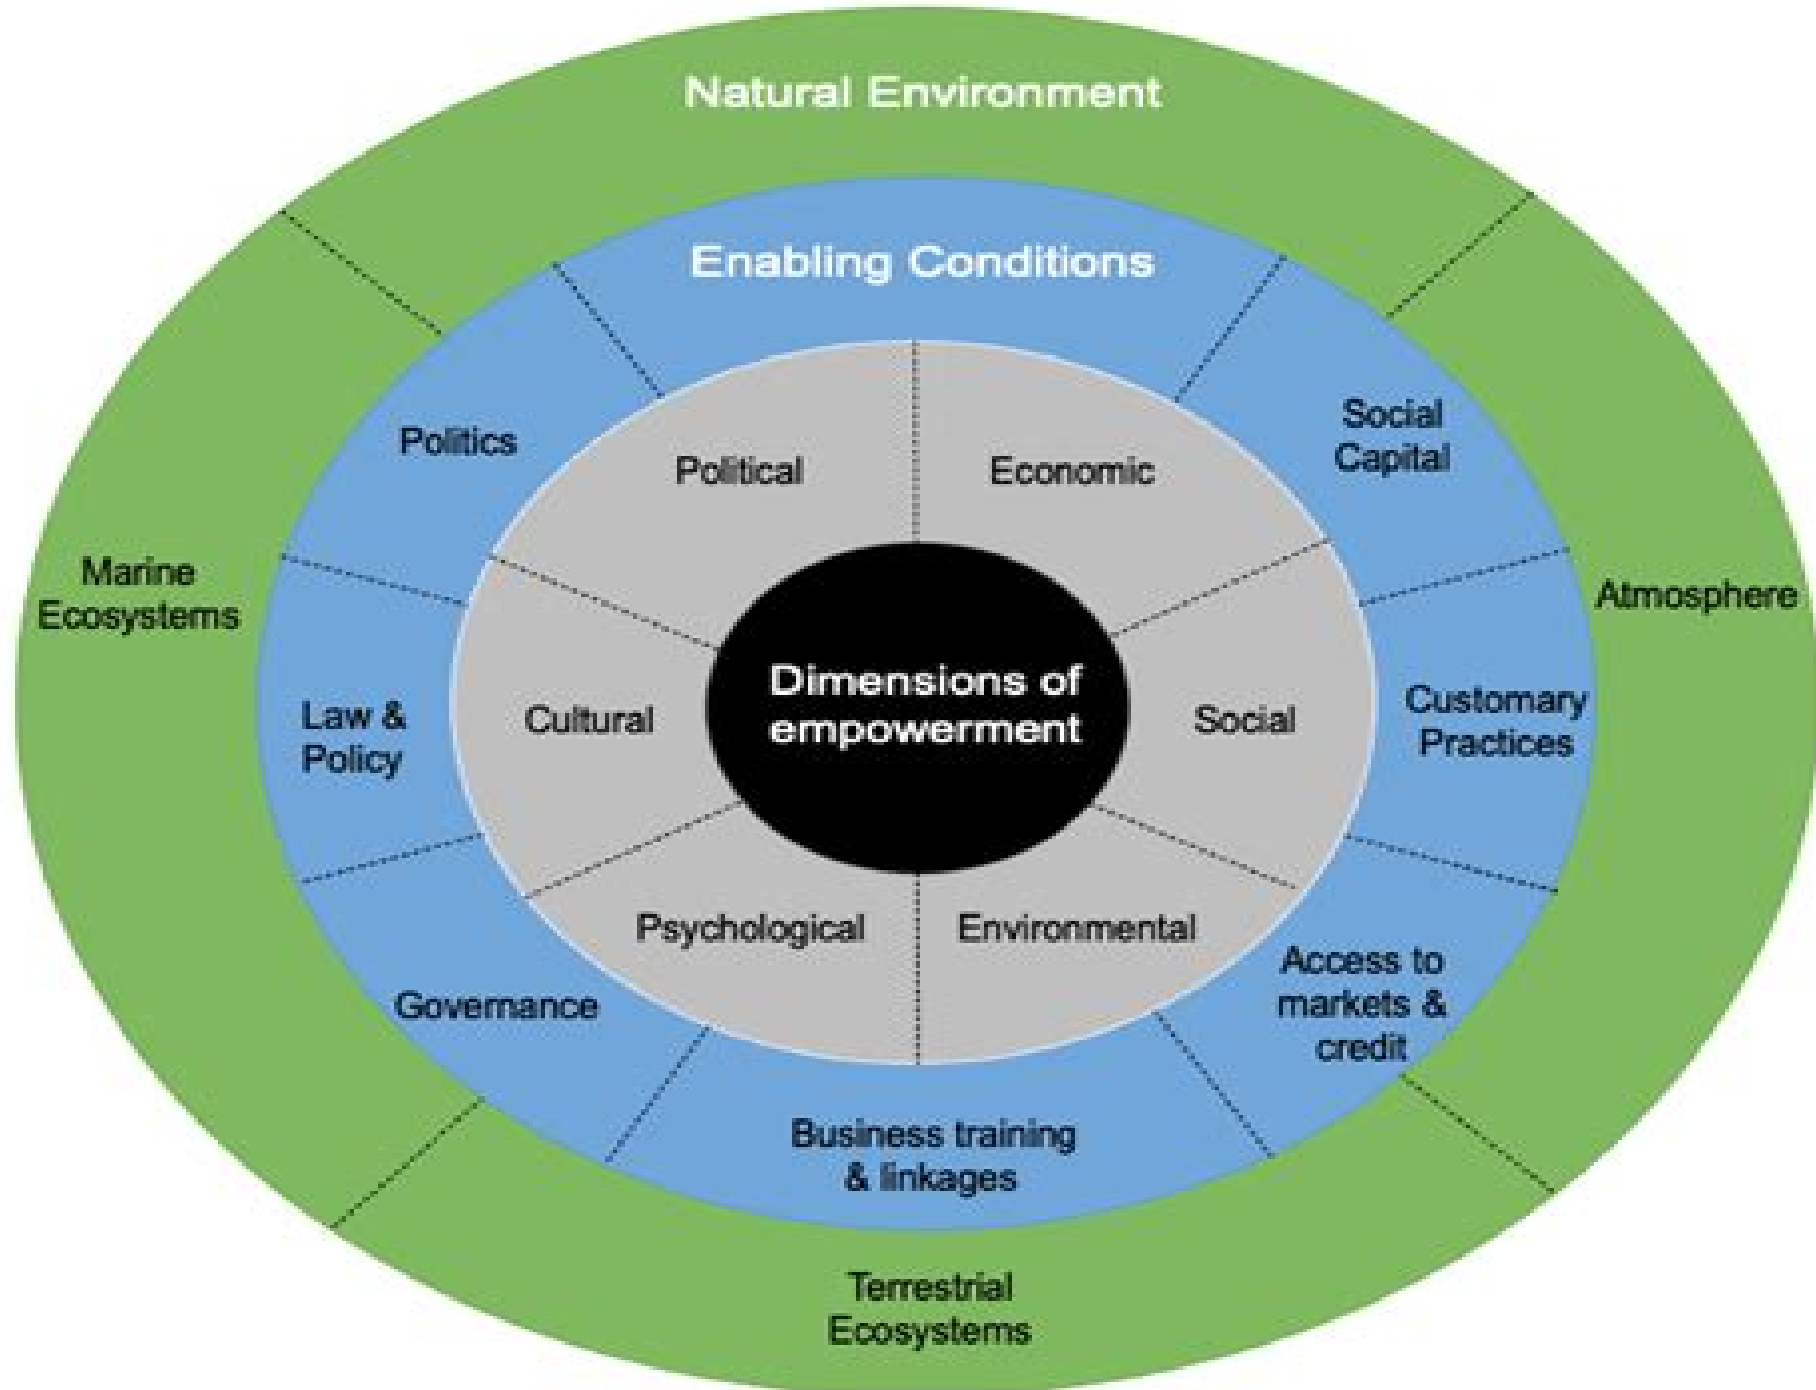 Natural Environment
Enabling Conditions
Politics
Social
Capital
Political
Economic
Marine
Ecosystems
Atmosphere
Dimensions of
empowerment
Law &
Policy
Cultural
Social
Customary
Practices
Psychological
Environmental
Governance
Access to
markets &
credit
Business training
& linkages
Terrestrial
Ecosystems